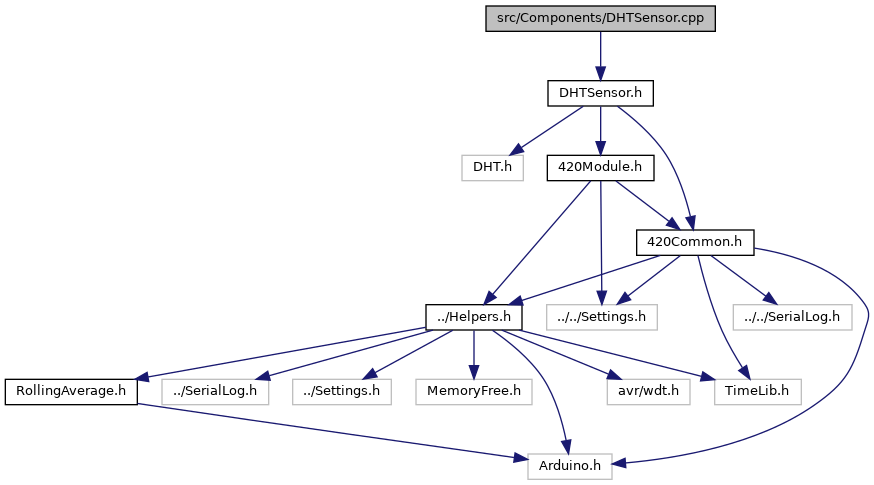 src/Components/DHTSensor.cpp
DHTSensor.h
DHT.h
420Module.h
420Common.h
../Helpers.h
../../Settings.h
../../SerialLog.h
RollingAverage.h
../SerialLog.h
../Settings.h
MemoryFree.h
avr/wdt.h
TimeLib.h
Arduino.h